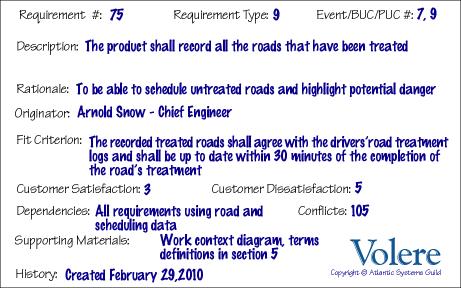 Requirement #: 75 Requirement Type: 9 Event/BUC/PUC #: 7, 9
Description: The product shall record all the roads that have been treated
Rationale: To be able to schedule untreated roads and highlight potential danger
Originator: Arnold Snow - Chief Engineer
Fit Criterion: The recorded treated roads shall agree with the drivers' road treatment
logs and shall be up to date within 30 minutes of the completion of
the road's treatment
Customer Satisfaction: 3 Customer Dissatisfaction: 5
Dependencies: All requirements using road and
scheduling data
Conflicts: 105
Supporting Materials: Work context diagram, terms
definitions in section 5
Volere
Copyright © Atlantic Systems Guild
History: Created February 29,2010